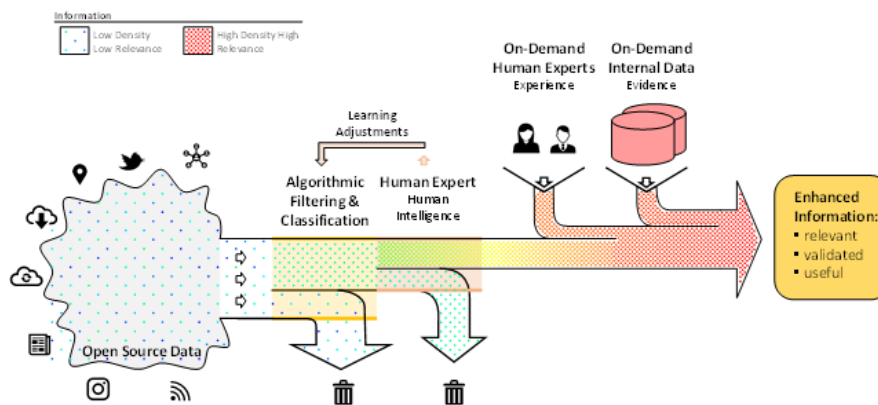 Information
Low Density
Low Relevance
High Density High
Relevance
On-Demand
Human Experts
Experience
On-Demand
Internal Data
Evidence
Learning
Adjustments
Algorithmic
Filtering &
Classification
Human Expert
Human
Intelligence
Enhanced
Information:
▪ relevant
▪ validated
▪ useful
Open Source Data